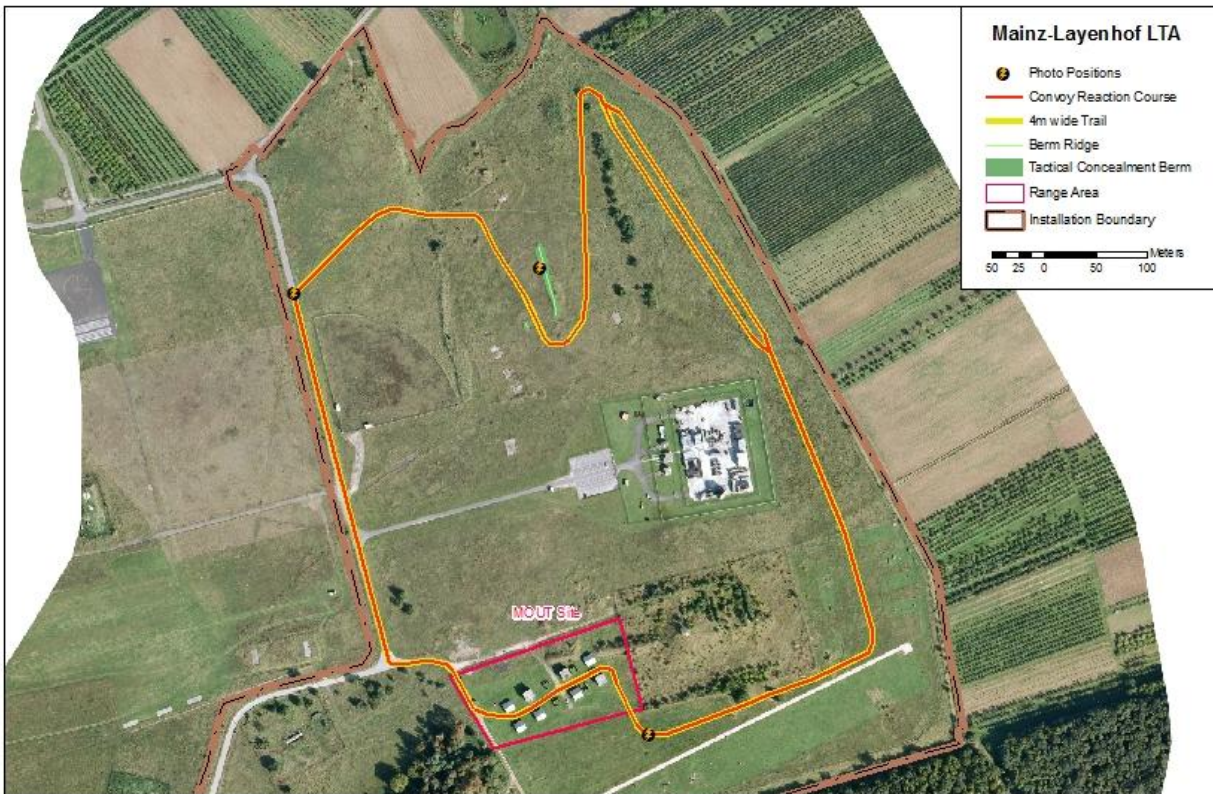 Mainz-Layenhof LTA
Photo Positions
Convoy Reaction Course
4m wide Trail
Berm Ridge
Tactical Concealment Berm
Range Area
Installation Boundary
Meters
50 25 0 50 100
MOUT Site